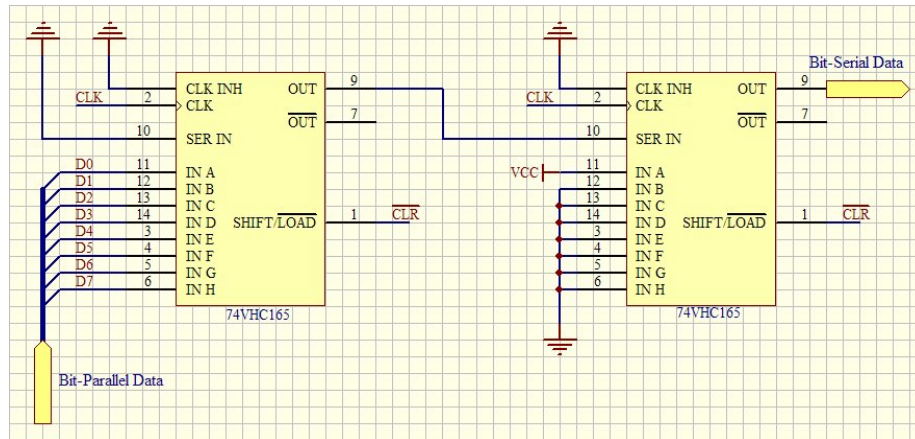 Bit-Serial Data
CLK INH
OUT
9
CLK
2
CLK
OUT
7
10
SER IN
D0
11
IN A
D1
12
IN B
D2
13
IN C
D3
14
IN D
SHIFT/LOAD
1
CLR
D4
3
IN E
D5
4
IN F
D6
5
IN G
D7
6
IN H
74VHC165
Bit-Parallel Data
CLK INH
OUT
9
CLK
2
CLK
OUT
7
10
SER IN
VCC
11
IN A
12
IN B
13
IN C
14
IN D
SHIFT/LOAD
1
CLR
3
IN E
4
IN F
5
IN G
6
IN H
74VHC165